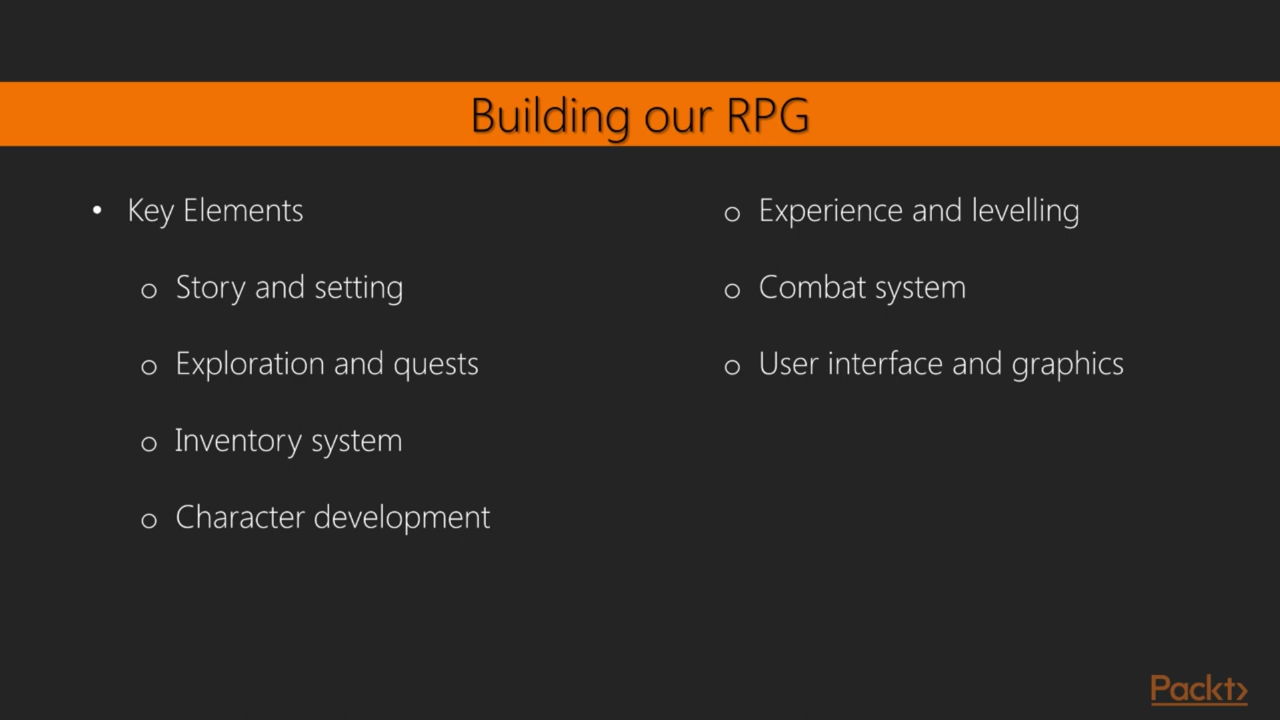 Building our RPG
• Key Elements
o Story and setting
o Exploration and quests
o Inventory system
o Character development
o Experience and levelling
o Combat system
o User interface and graphics
Packt>